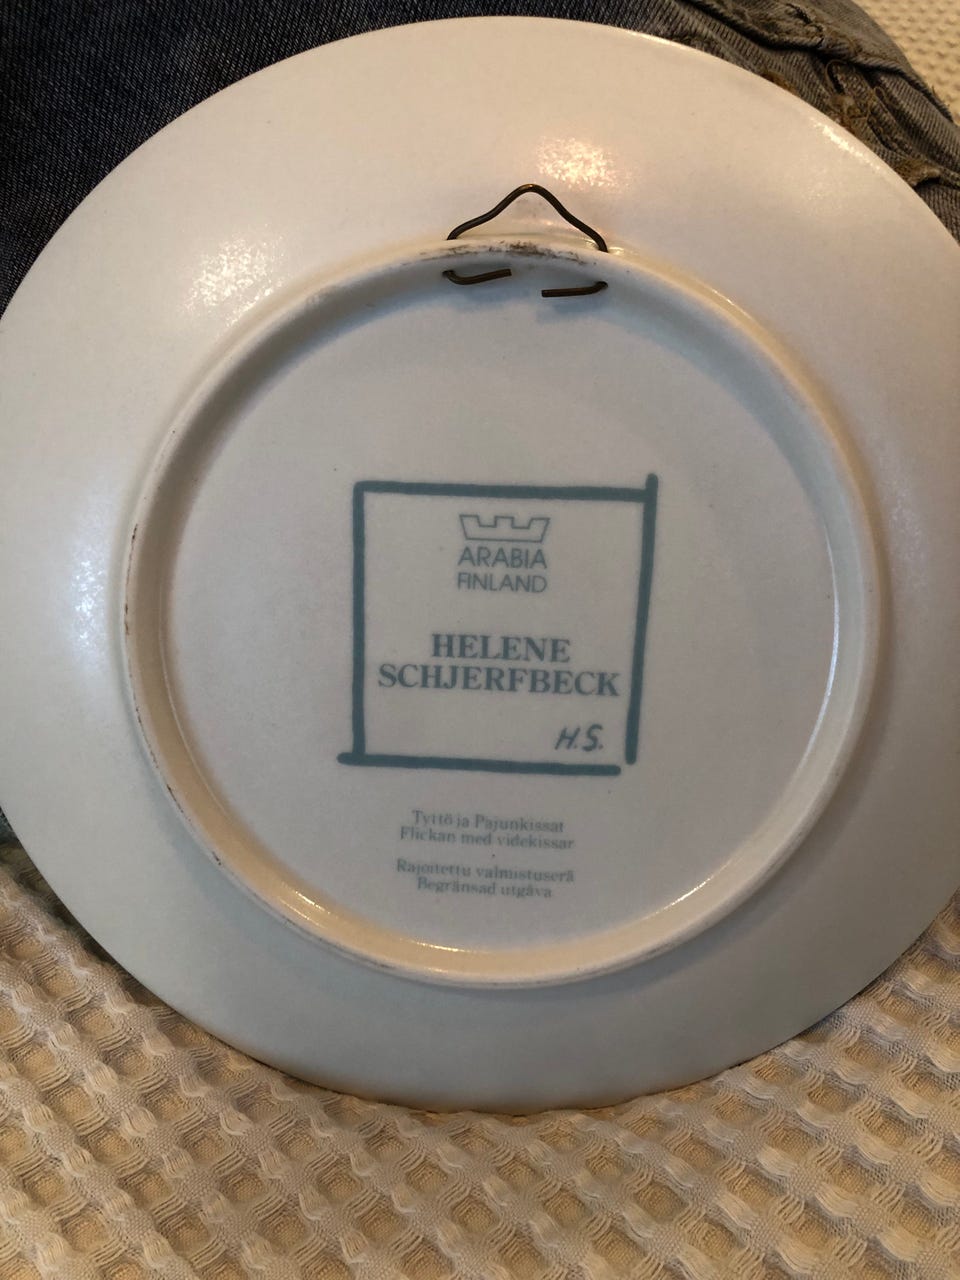 ARABIA
FINLAND
HELENE
SCHJERFBECK
H.S.
Tyttö ja Pajunkissat
Flickan med videkissar
Rajoitettu valmistuserä
Begränsad utgåva